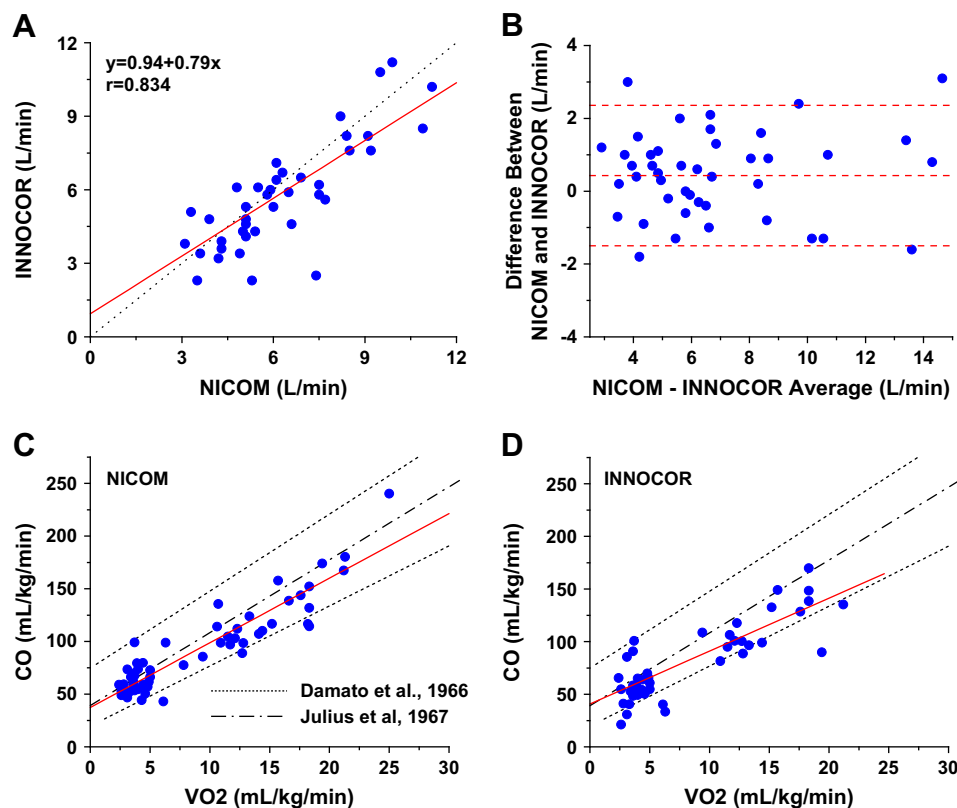 A
y=0.94+0.79x
r=0.834
12
9
6
3
0
INNOCOR (L/min)
3
6
9
12
NICOM (L/min)
B
4
2
0
-2
-4
Difference Between
NICOM and INNOCOR (L/min)
4
6
8
10
12
14
NICOM - INNOCOR Average (L/min)
C
NICOM
250
200
150
100
50
0
CO (mL/kg/min)
Damato et al., 1966
Julius et al, 1967
0
5
10
15
20
25
30
VO2 (mL/kg/min)
D
INNOCOR
250
200
150
100
50
0
CO (mL/kg/min)
0
5
10
15
20
25
30
VO2 (mL/kg/min)